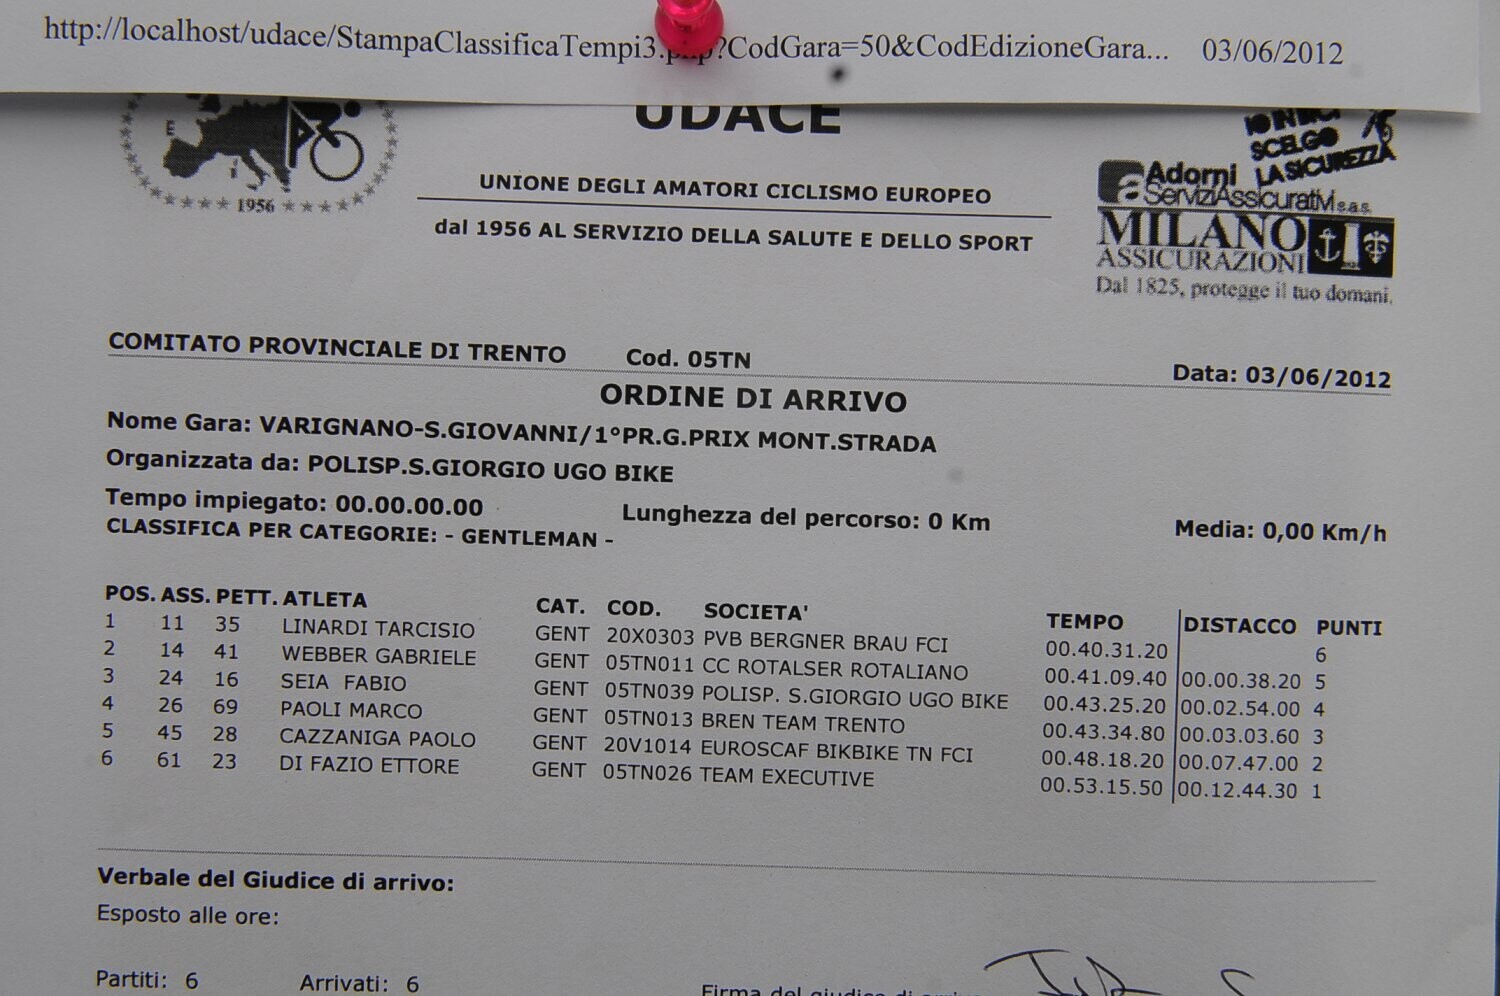 http://localhost/udace/StampaClassificaTempi3.php?CodGara=50&CodEdizioneGara... 03/06/2012
UDACE
E
1956
UNIONE DEGLI AMATORI CICLISMO EUROPEO
dal 1956 AL SERVIZIO DELLA SALUTE E DELLO SPORT
IO IN BICI
SCELGO
LA SICUREZZA
Adorni
ServiziAssicurativi s.a.s.
MILANO
ASSICURAZIONI
Dal 1825, protegge il tuo domani.
COMITATO PROVINCIALE DI TRENTO Cod. 05TN Data: 03/06/2012
ORDINE DI ARRIVO
Nome Gara: VARIGNANO-S.GIOVANNI/1°PR.G.PRIX MONT.STRADA
Organizzata da: POLISP.S.GIORGIO UGO BIKE
Tempo impiegato: 00.00.00.00 Lunghezza del percorso: 0 Km Media: 0,00 Km/h
CLASSIFICA PER CATEGORIE: - GENTLEMAN -
POS. ASS. PETT. ATLETA CAT. COD. SOCIETA' TEMPO DISTACCO PUNTI
1 11 35 LINARDI TARCISIO GENT 20X0303 PVB BERGNER BRAU FCI 00.40.31.20 6
2 14 41 WEBBER GABRIELE GENT 05TN011 CC ROTALSER ROTALIANO 00.41.09.40 00.00.38.20 5
3 24 16 SEIA FABIO GENT 05TN039 POLISP. S.GIORGIO UGO BIKE 00.43.25.20 00.02.54.00 4
4 26 69 PAOLI MARCO GENT 05TN013 BREN TEAM TRENTO 00.43.34.80 00.03.03.60 3
5 45 28 CAZZANIGA PAOLO GENT 20V1014 EUROSCAF BIKBIKE TN FCI 00.48.18.20 00.07.47.00 2
6 61 23 DI FAZIO ETTORE GENT 05TN026 TEAM EXECUTIVE 00.53.15.50 00.12.44.30 1
Verbale del Giudice di arrivo:
Esposto alle ore:
Partiti: 6 Arrivati: 6 Firma del giudice di arrivo